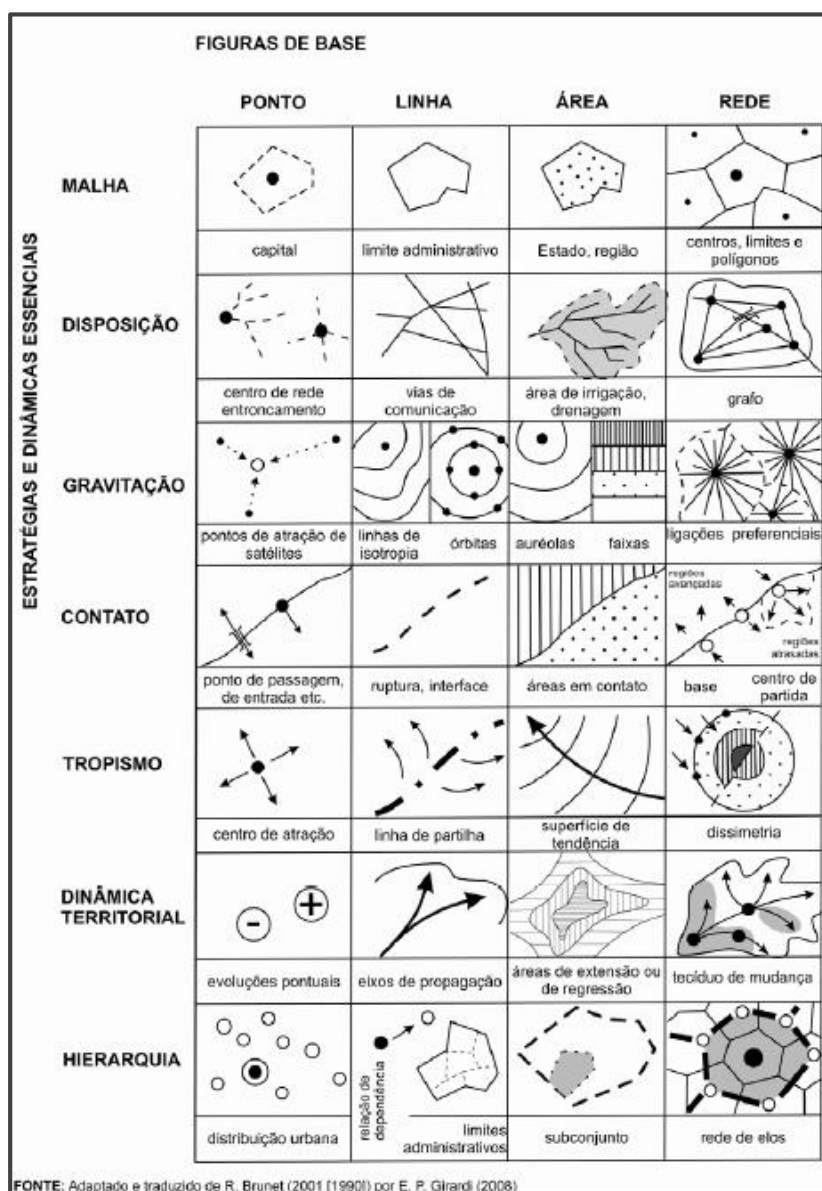 FIGURAS DE BASE
PONTO LINHA ÁREA REDE
ESTRATÉGIAS E DINÂMICAS ESSENCIAIS
MALHA
capital
limite administrativo
Estado, região
centros, limites e
polígonos
DISPOSIÇÃO
centro de rede
entroncamento
vias de
comunicação
área de irrigação,
drenagem
grafo
GRAVITAÇÃO
pontos de atração de
satélites
linhas de
isotropia
órbitas
auréolas
faixas
ligações preferenciais
CONTATO
regiões
avançadas
regiões
atrasadas
ponto de passagem,
de entrada etc.
ruptura, interface
áreas em contato
base
centro de
partida
TROPISMO
centro de atração
linha de partilha
superfície de
tendência
dissimetria
DINÂMICA
TERRITORIAL
- +
evoluções pontuais
eixos de propagação
áreas de extensão ou
de regressão
tecíduo de mudança
HIERARQUIA
distribuição urbana
relação de
dependência
limites
administrativos
subconjunto
rede de elos
FONTE: Adaptado e traduzido de R. Brunet (2001 [1990]) por E. P. Girardi (2008)